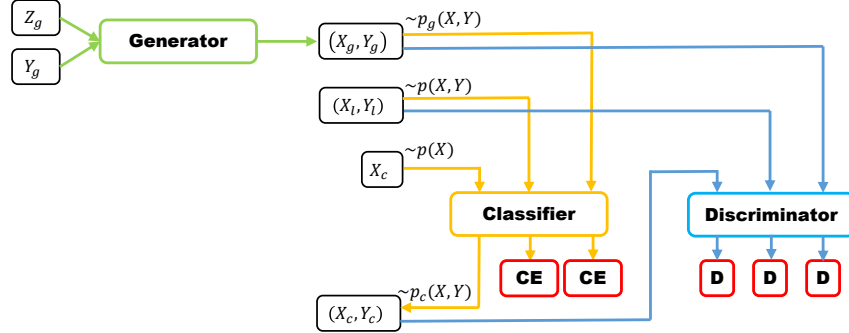 Z_g
Generator
Y_g
(X_g, Y_g)
~p_g(X, Y)
(X_l, Y_l)
~p(X, Y)
X_c
~p(X)
Classifier
Discriminator
CE
CE
D
D
D
(X_c, Y_c)
~p_c(X, Y)